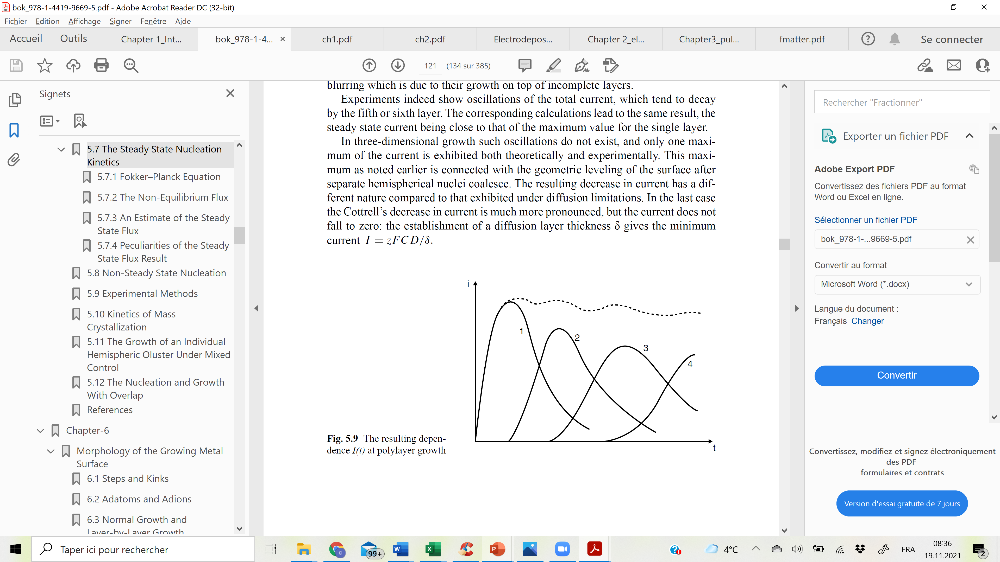 bok_978-1-4419-9669-5.pdf - Adobe Acrobat Reader DC (32-bit)
Fichier Edition Affichage Signer Fenêtre Aide
Accueil Outils Chapter 1_Int... bok_978-1-4... × ch1.pdf ch2.pdf Electrodepos... Chapter 2_el... Chapter3_pul... fmatter.pdf Se connecter
121 (134 sur 385)
Signets
5.7 The Steady State Nucleation
Kinetics
5.7.1 Fokker–Planck Equation
5.7.2 The Non-Equilibrium Flux
5.7.3 An Estimate of the Steady
State Flux
5.7.4 Peculiarities of the Steady
State Flux Result
5.8 Non-Steady State Nucleation
5.9 Experimental Methods
5.10 Kinetics of Mass
Crystallization
5.11 The Growth of an Individual
Hemispheric Oluster Under Mixed
Control
5.12 The Nucleation and Growth
With Overlap
References
Chapter-6
Morphology of the Growing Metal
Surface
6.1 Steps and Kinks
6.2 Adatoms and Adions
6.3 Normal Growth and
Layer-by-Layer Growth
blurring which is due to their growth on top of incomplete layers.
Experiments indeed show oscillations of the total current, which tend to decay
by the fifth or sixth layer. The corresponding calculations lead to the same result, the
steady state current being close to that of the maximum value for the single layer.
In three-dimensional growth such oscillations do not exist, and only one maxi-
mum of the current is exhibited both theoretically and experimentally. This maxi-
mum as noted earlier is connected with the geometric leveling of the surface after
separate hemispherical nuclei coalesce. The resulting decrease in current has a dif-
ferent nature compared to that exhibited under diffusion limitations. In the last case
the Cottrell's decrease in current is much more pronounced, but the current does not
fall to zero: the establishment of a diffusion layer thickness δ gives the minimum
current I = zFCD/δ.
i
1
2
3
4
t
Fig. 5.9 The resulting depen-
dence I(t) at polylayer growth
Rechercher "Fractionner"
Exporter un fichier PDF
Adobe Export PDF
Convertissez des fichiers PDF au format
Word ou Excel en ligne.
Sélectionner un fichier PDF
bok_978-1-...9669-5.pdf
Convertir au format
Microsoft Word (*.docx)
Langue du document :
Français Changer
Convertir
Convertissez, modifiez et signez électroniquement
des PDF
formulaires et contrats
Version d'essai gratuite de 7 jours
Taper ici pour rechercher
99+
4°C
FRA
08:36
19.11.2021
2